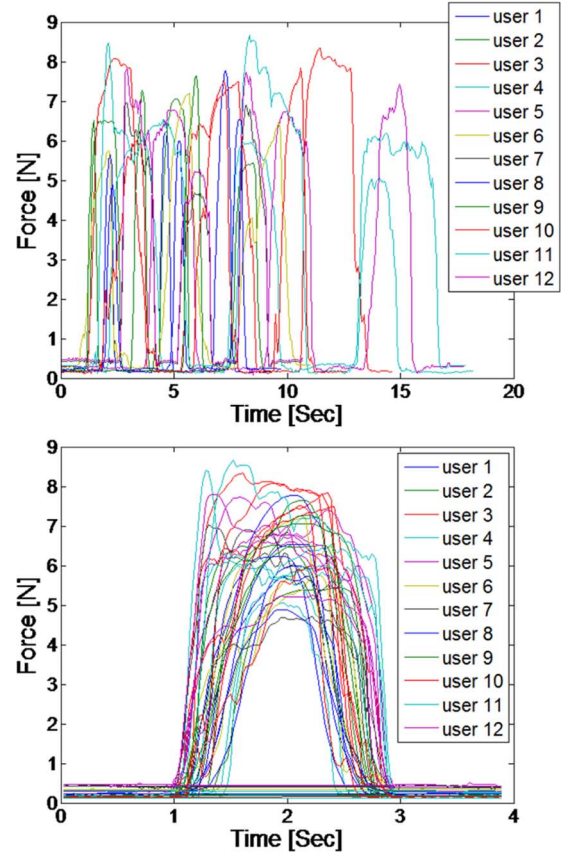 9
8
7
6
5
4
3
2
1
0
Force [N]
0 5 10 15 20
Time [Sec]
user 1
user 2
user 3
user 4
user 5
user 6
user 7
user 8
user 9
user 10
user 11
user 12
9
8
7
6
5
4
3
2
1
0
Force [N]
0 1 2 3 4
Time [Sec]
user 1
user 2
user 3
user 4
user 5
user 6
user 7
user 8
user 9
user 10
user 11
user 12